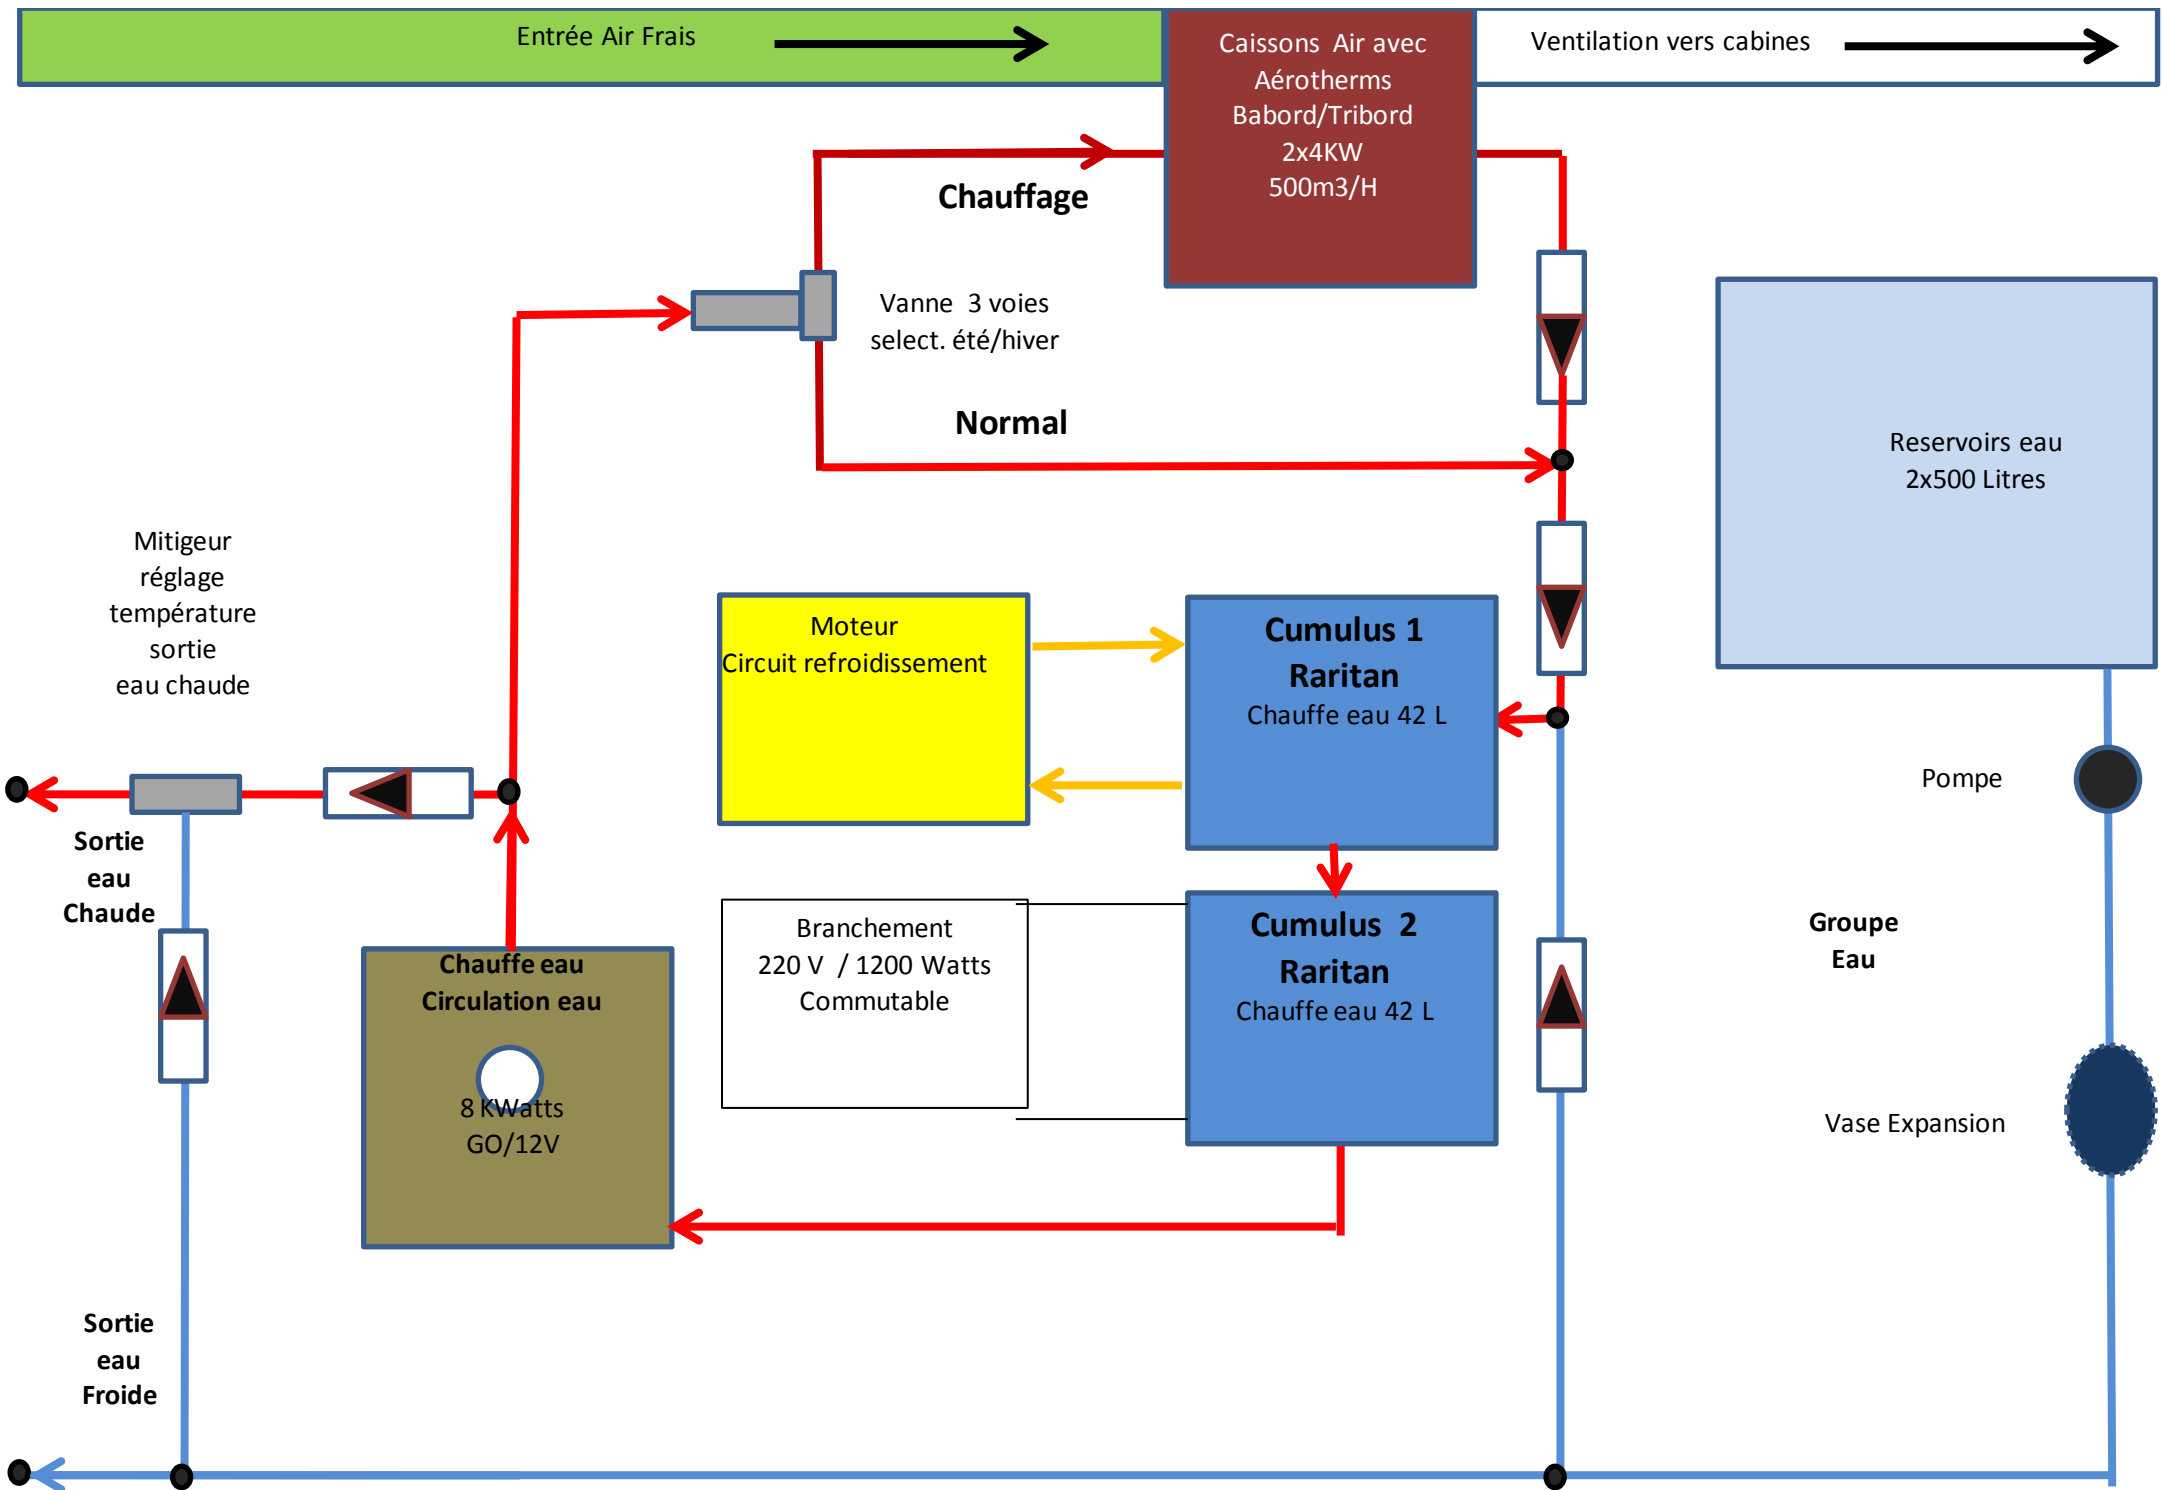 Entrée Air Frais
Caissons Air avec
Aérotherms
Babord/Tribord
2x4KW
500m3/H
Ventilation vers cabines
Chauffage
Vanne 3 voies
select. été/hiver
Normal
Reservoirs eau
2x500 Litres
Mitigeur
réglage
température
sortie
eau chaude
Moteur
Circuit refroidissement
Cumulus 1
Raritan
Chauffe eau 42 L
Pompe
Sortie
eau
Chaude
Chauffe eau
Circulation eau
8 KWatts
GO/12V
Branchement
220 V / 1200 Watts
Commutable
Cumulus 2
Raritan
Chauffe eau 42 L
Groupe
Eau
Vase Expansion
Sortie
eau
Froide